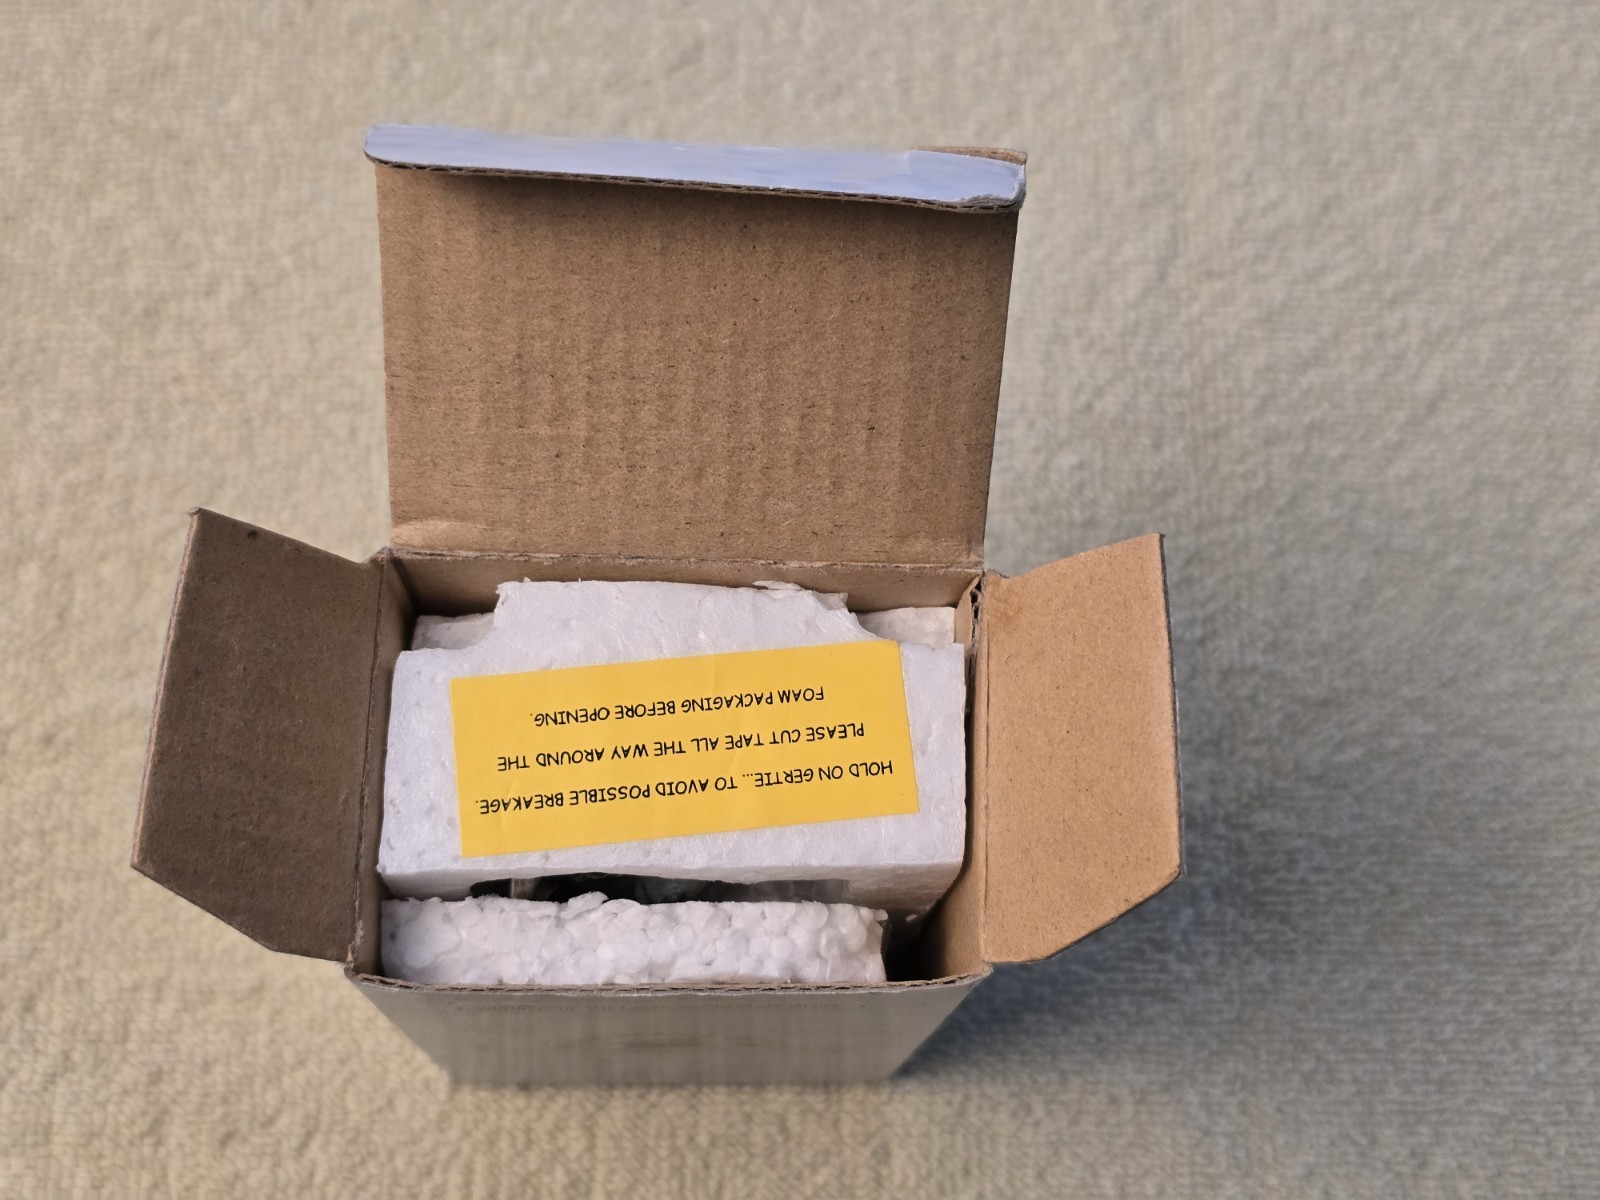 HOLD ON GERTIE... TO AVOID POSSIBLE BREAKAGE.
PLEASE CUT TAPE ALL THE WAY AROUND THE
FOAM PACKAGING BEFORE OPENING.